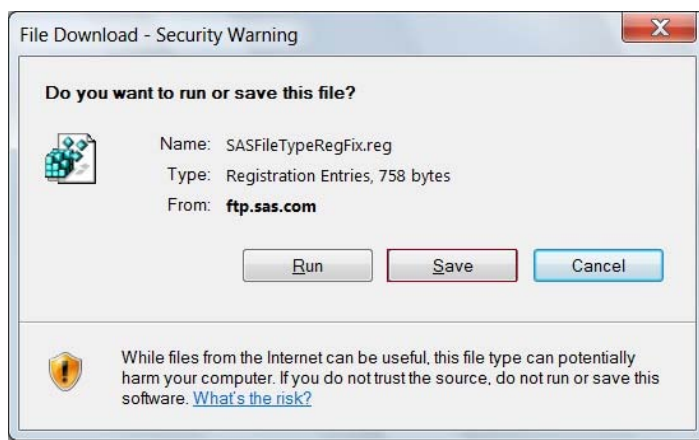 File Download - Security Warning
X
Do you want to run or save this file?
Name: SASFileTypeRegFix.reg
Type: Registration Entries, 758 bytes
From: ftp.sas.com
Run Save Cancel
While files from the Internet can be useful, this file type can potentially
harm your computer. If you do not trust the source, do not run or save this
software. What's the risk?